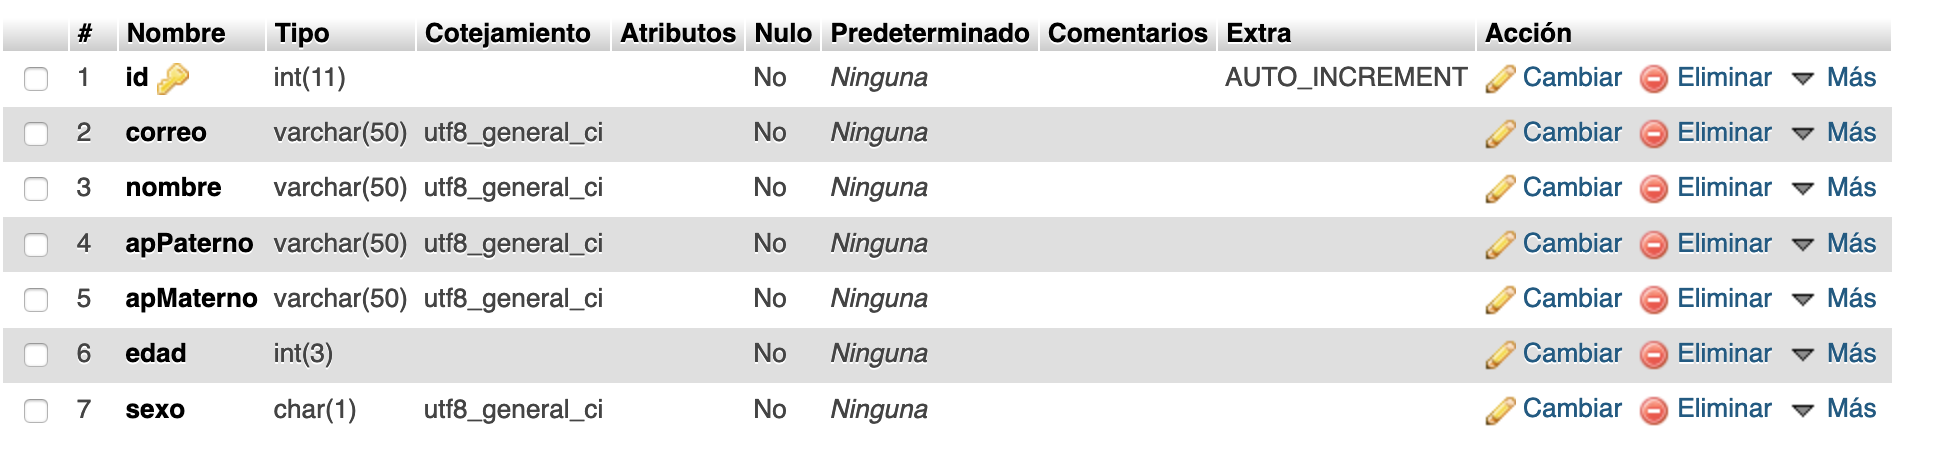 # Nombre Tipo Cotejamiento Atributos Nulo Predeterminado Comentarios Extra Acción
1 id int(11) No Ninguna AUTO_INCREMENT Cambiar Eliminar Más
2 correo varchar(50) utf8_general_ci No Ninguna Cambiar Eliminar Más
3 nombre varchar(50) utf8_general_ci No Ninguna Cambiar Eliminar Más
4 apPaterno varchar(50) utf8_general_ci No Ninguna Cambiar Eliminar Más
5 apMaterno varchar(50) utf8_general_ci No Ninguna Cambiar Eliminar Más
6 edad int(3) No Ninguna Cambiar Eliminar Más
7 sexo char(1) utf8_general_ci No Ninguna Cambiar Eliminar Más